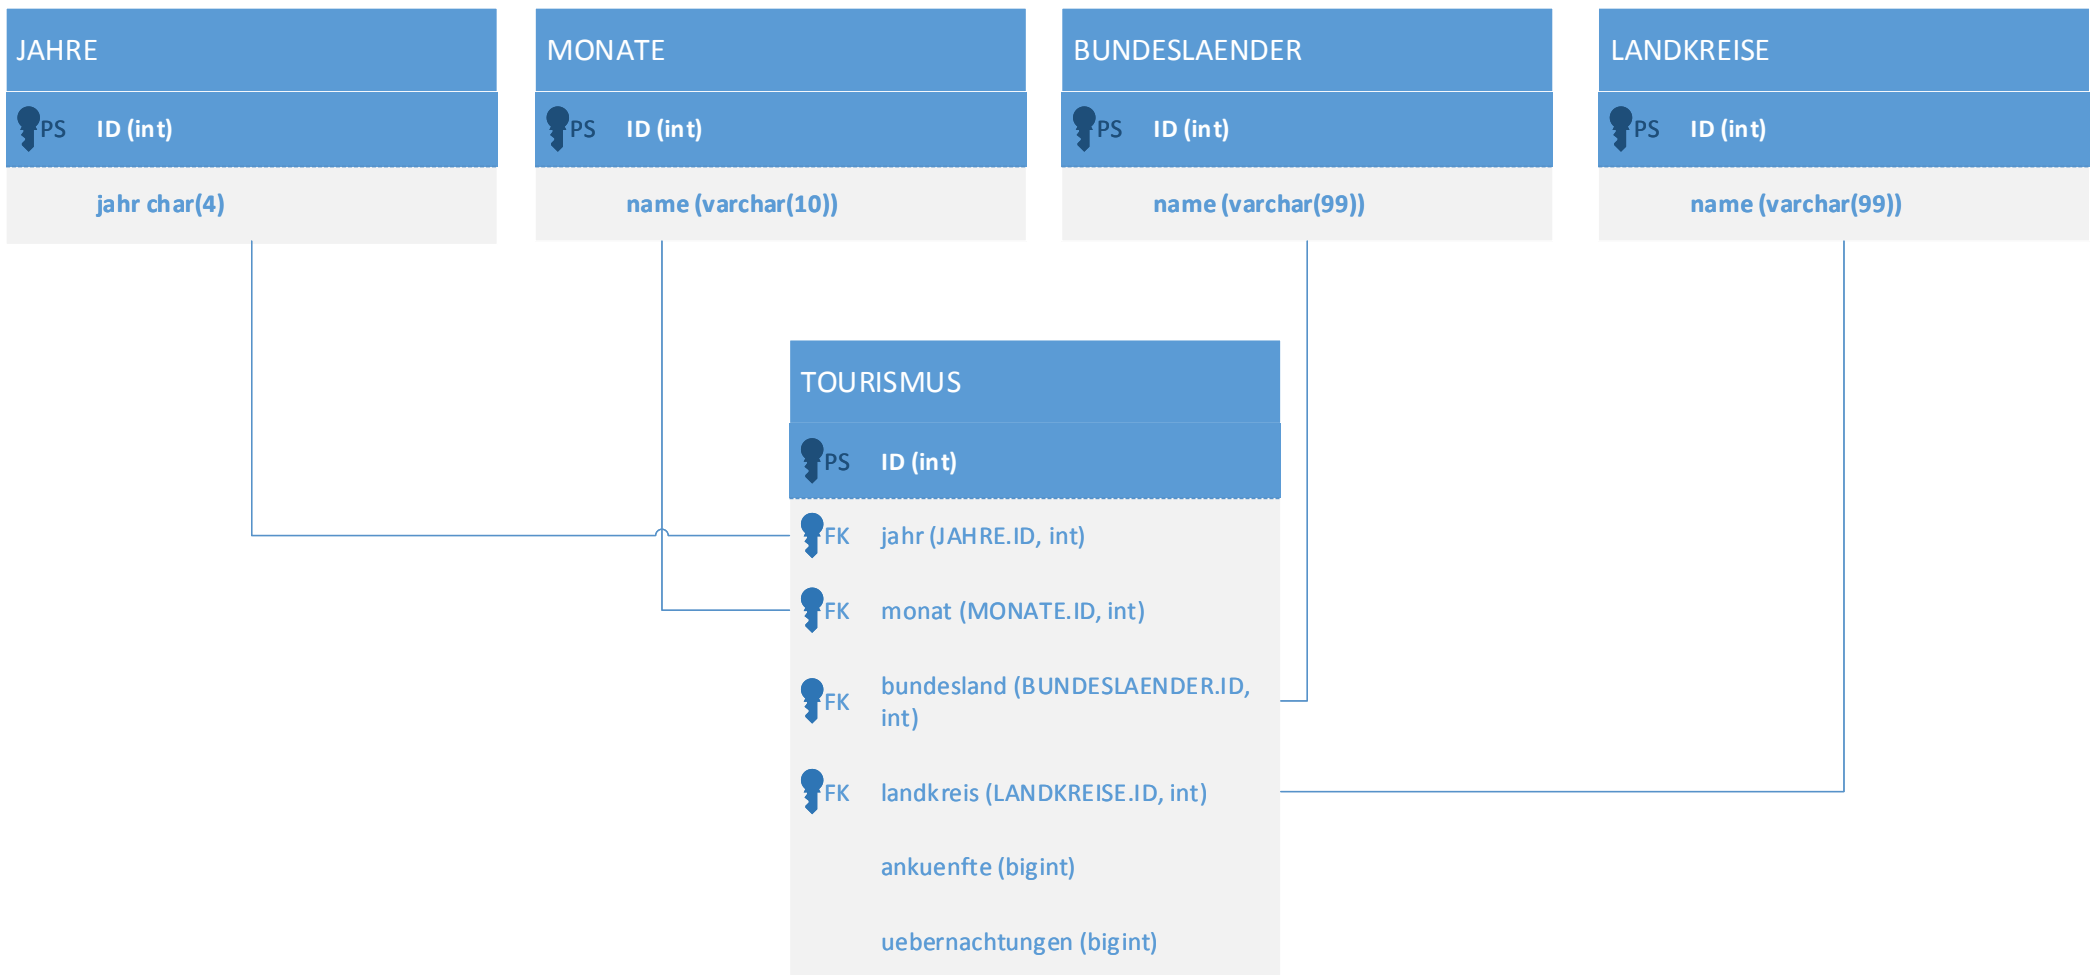 JAHRE
PS ID (int)
jahr char(4)
MONATE
PS ID (int)
name (varchar(10))
BUNDESLAENDER
PS ID (int)
name (varchar(99))
LANDKREISE
PS ID (int)
name (varchar(99))
TOURISMUS
PS ID (int)
FK jahr (JAHRE.ID, int)
FK monat (MONATE.ID, int)
FK bundesland (BUNDESLAENDER.ID,
int)
FK landkreis (LANDKREISE.ID, int)
ankuenfte (bigint)
uebernachtungen (bigint)